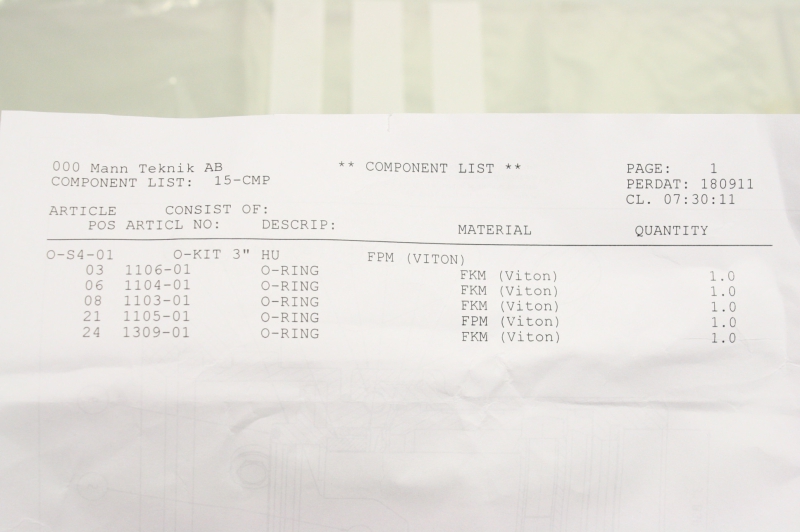 000 Mann Teknik AB ** COMPONENT LIST ** PAGE: 1
COMPONENT LIST: 15-CMP PERDAT: 180911
CL. 07:30:11
ARTICLE CONSIST OF:
POS ARTICL NO: DESCRIP: MATERIAL QUANTITY
O-S4-01 O-KIT 3" HU FPM (VITON)
03 1106-01 O-RING FKM (Viton) 1.0
06 1104-01 O-RING FKM (Viton) 1.0
08 1103-01 O-RING FKM (Viton) 1.0
21 1105-01 O-RING FPM (Viton) 1.0
24 1309-01 O-RING FKM (Viton) 1.0